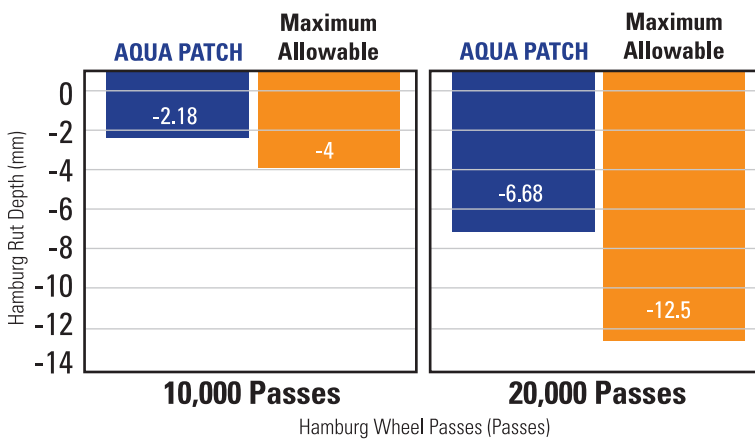 Maximum
Allowable
AQUA PATCH
Maximum
Allowable
AQUA PATCH
Hamburg Rut Depth (mm)
0
-2
-4
-6
-8
-10
-12
-14
-2.18
-4
-6.68
-12.5
10,000 Passes
20,000 Passes
Hamburg Wheel Passes (Passes)